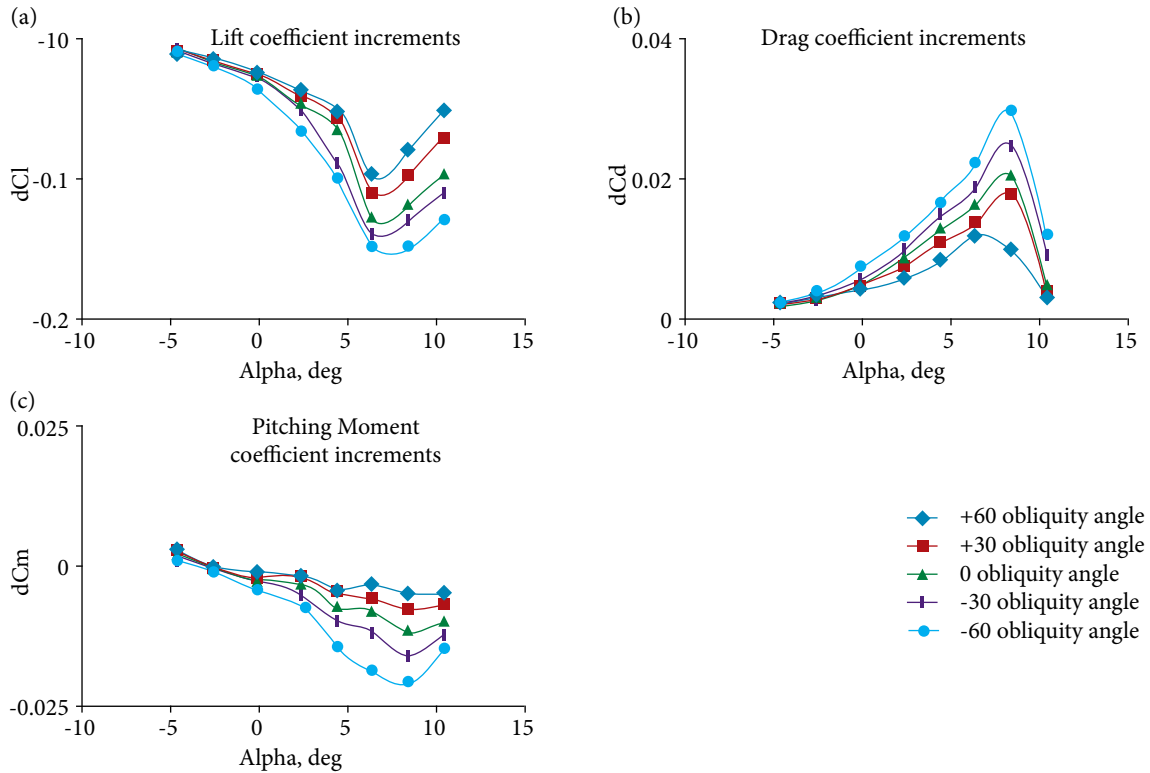 (a)
Lift coefficient increments
-10
-0.1
-0.2
dCl
-10
-5
0
5
10
15
Alpha, deg
(b)
Drag coefficient increments
0.04
0.02
0
dCd
-10
-5
0
5
10
15
Alpha, deg
(c)
Pitching Moment
coefficient increments
0.025
0
-0.025
dCm
-10
-5
0
5
10
15
Alpha, deg
+60 obliquity angle
+30 obliquity angle
0 obliquity angle
-30 obliquity angle
-60 obliquity angle